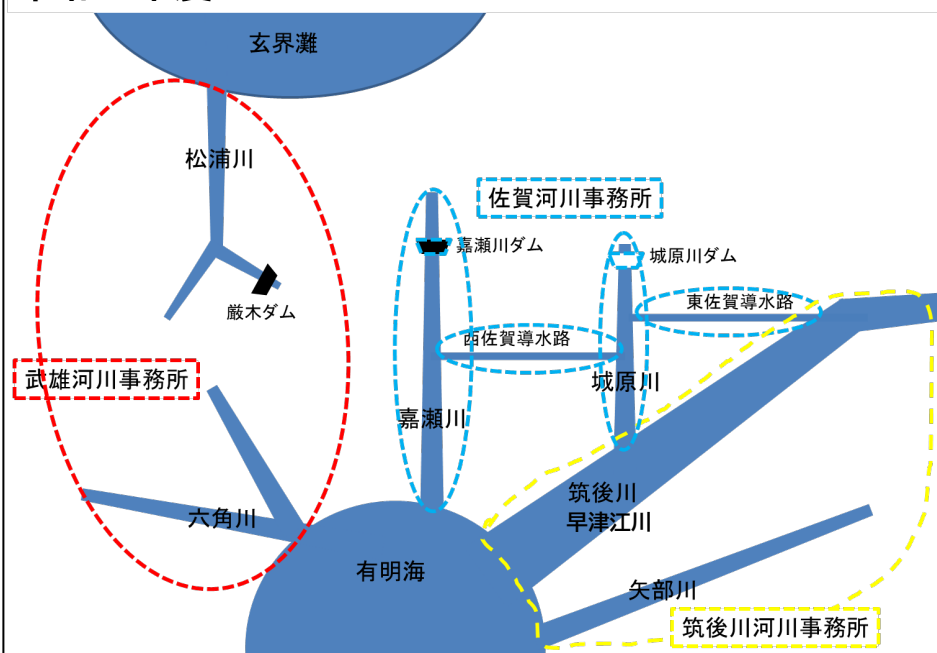 玄界灘
松浦川
佐賀河川事務所
嘉瀬川ダム
城原川ダム
厳木ダム
東佐賀導水路
西佐賀導水路
武雄河川事務所
城原川
嘉瀬川
筑後川
早津江川
六角川
有明海
矢部川
筑後川河川事務所